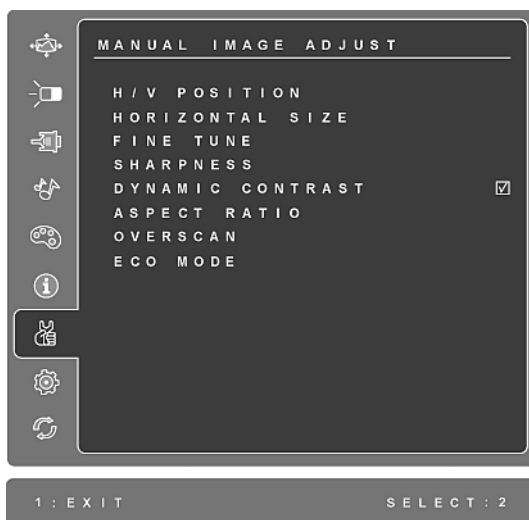 MANUAL IMAGE ADJUST
H/V POSITION
HORIZONTAL SIZE
FINE TUNE
SHARPNESS
DYNAMIC CONTRAST
ASPECT RATIO
OVERSCAN
ECO MODE
1:EXIT SELECT:2